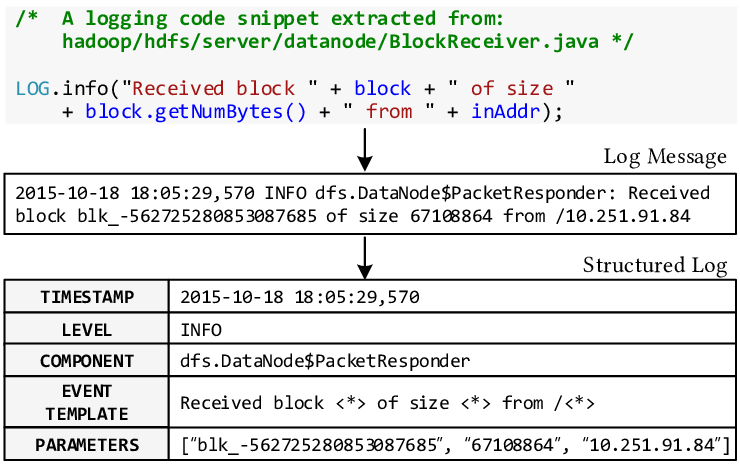 /*  A logging code snippet extracted from:
hadoop/hdfs/server/datanode/BlockReceiver.java */
LOG.info("Received block " + block + " of size "
+ block.getNumBytes() + " from " + inAddr);
Log Message
2015-10-18 18:05:29,570 INFO dfs.DataNode$PacketResponder: Received
block blk_-562725280853087685 of size 67108864 from /10.251.91.84
Structured Log
TIMESTAMP 2015-10-18 18:05:29,570
LEVEL INFO
COMPONENT dfs.DataNode$PacketResponder
EVENT TEMPLATE Received block <*> of size <*> from /<*>
PARAMETERS ["blk_-562725280853087685", "67108864", "10.251.91.84"]